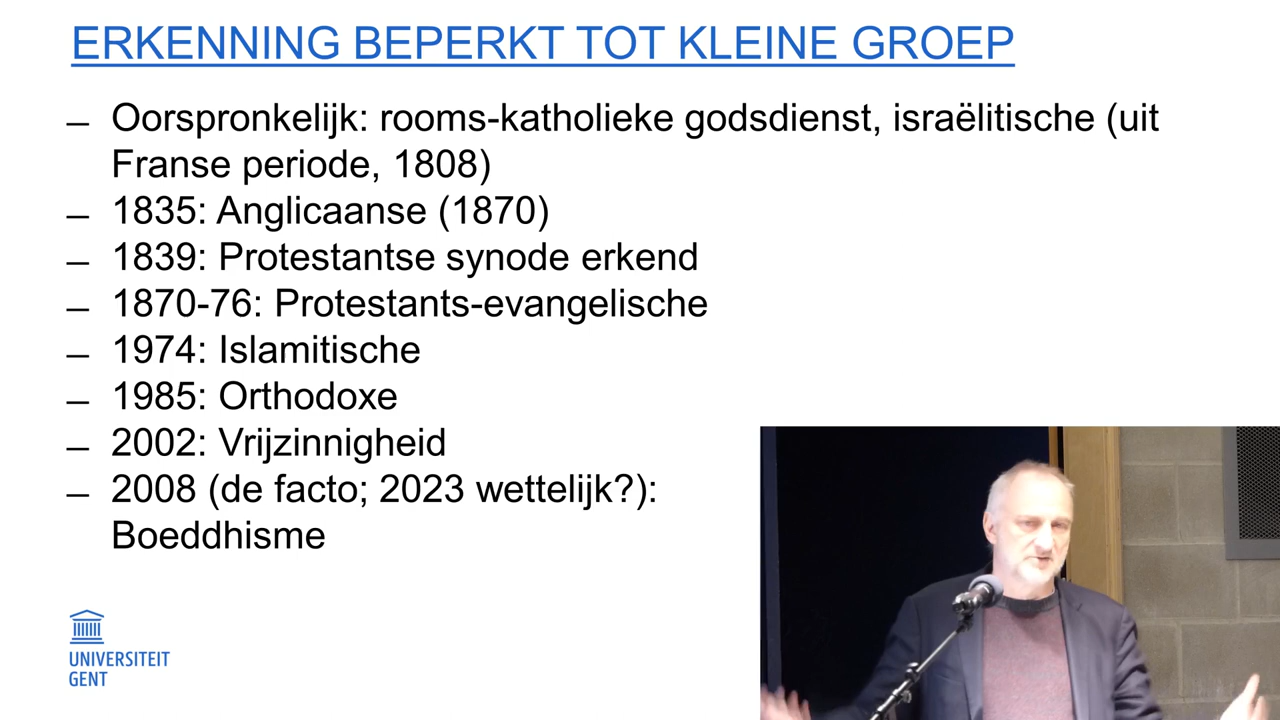 ERKENNING BEPERKT TOT KLEINE GROEP
– Oorspronkelijk: rooms-katholieke godsdienst, israëlitische (uit
Franse periode, 1808)
– 1835: Anglicaanse (1870)
– 1839: Protestantse synode erkend
– 1870-76: Protestants-evangelische
– 1974: Islamitische
– 1985: Orthodoxe
– 2002: Vrijzinnigheid
– 2008 (de facto; 2023 wettelijk?):
Boeddhisme
UNIVERSITEIT
GENT